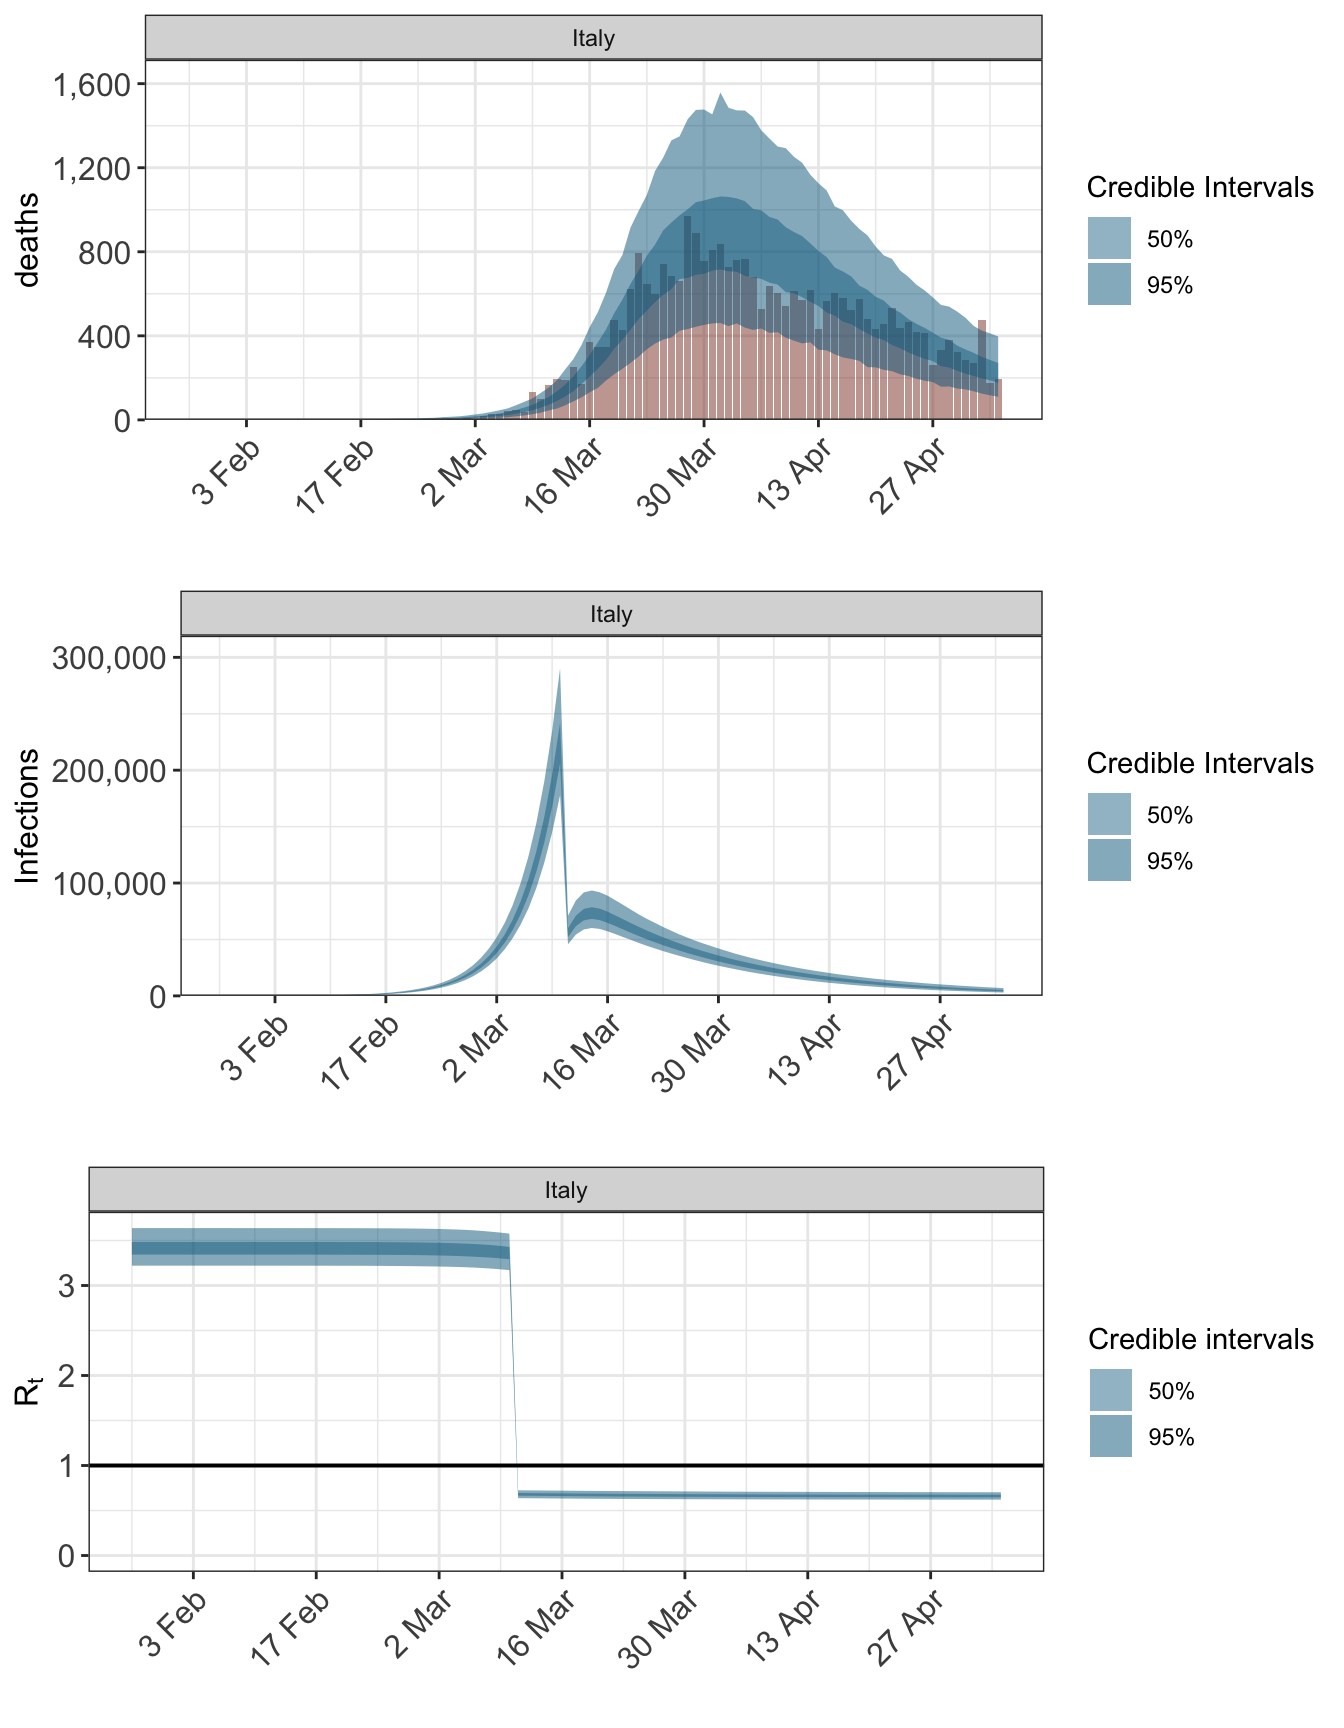 Italy
1,600
1,200
800
400
0
deaths
3 Feb
17 Feb
2 Mar
16 Mar
30 Mar
13 Apr
27 Apr
Credible Intervals
50%
95%
Italy
300,000
200,000
100,000
0
Infections
3 Feb
17 Feb
2 Mar
16 Mar
30 Mar
13 Apr
27 Apr
Credible Intervals
50%
95%
Italy
3
2
1
0
Rt
3 Feb
17 Feb
2 Mar
16 Mar
30 Mar
13 Apr
27 Apr
Credible intervals
50%
95%